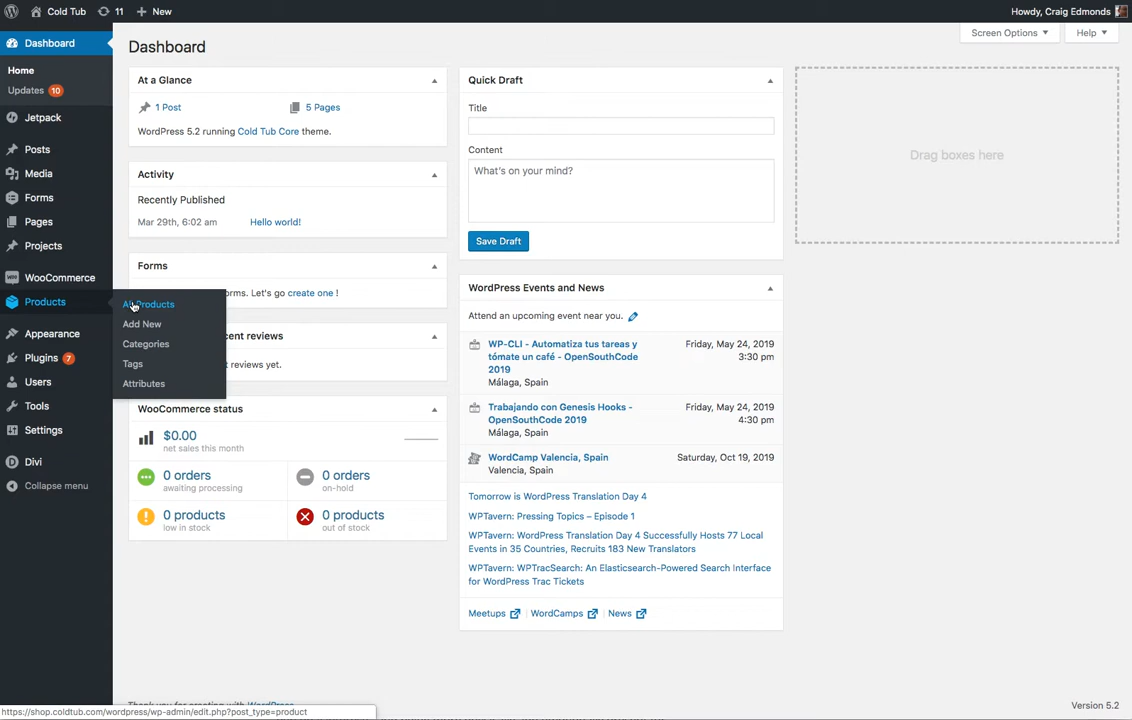 Cold Tub 11 New Howdy, Craig Edmonds
Screen Options Help
Dashboard
Home
Updates 10
Jetpack
Posts
Media
Forms
Pages
Projects
WooCommerce
Products
Appearance
Plugins 7
Users
Tools
Settings
Divi
Collapse menu
All Products
Add New
Categories
Tags
Attributes
Dashboard
At a Glance
1 Post 5 Pages
WordPress 5.2 running Cold Tub Core theme.
Activity
Recently Published
Mar 29th, 6:02 am Hello world!
Forms
orms. Let's go create one !
cent reviews
t reviews yet.
WooCommerce status
$0.00
net sales this month
0 orders
awaiting processing
0 orders
on-hold
0 products
low in stock
0 products
out of stock
Quick Draft
Title
Content
What's on your mind?
Save Draft
WordPress Events and News
Attend an upcoming event near you.
WP-CLI - Automatiza tus tareas y
tómate un café - OpenSouthCode
2019
Málaga, Spain
Friday, May 24, 2019
3:30 pm
Trabajando con Genesis Hooks -
OpenSouthCode 2019
Málaga, Spain
Friday, May 24, 2019
4:30 pm
WordCamp Valencia, Spain
Valencia, Spain
Saturday, Oct 19, 2019
Tomorrow is WordPress Translation Day 4
WPTavern: Pressing Topics – Episode 1
WPTavern: WordPress Translation Day 4 Successfully Hosts 77 Local
Events in 35 Countries, Recruits 183 New Translators
WPTavern: WPTracSearch: An Elasticsearch-Powered Search Interface
for WordPress Trac Tickets
Meetups WordCamps News
Drag boxes here
Thank you for creating with WordPress.
https://shop.coldtub.com/wordpress/wp-admin/edit.php?post_type=product
Version 5.2